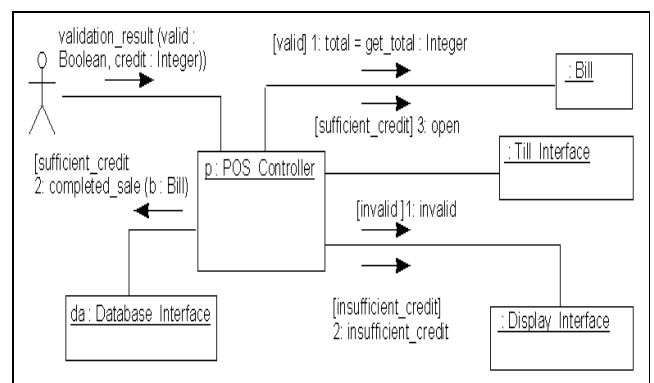 validation_result (valid :
Boolean, credit : Integer))
[valid] 1: total = get_total : Integer
: Bill
[sufficient_credit] 3: open
: Till Interface
[sufficient_credit
2: completed_sale (b : Bill)
p : POS Controller
[invalid ]1: invalid
da : Database Interface
[insufficient_credit]
2: insufficient_credit
: Display Interface